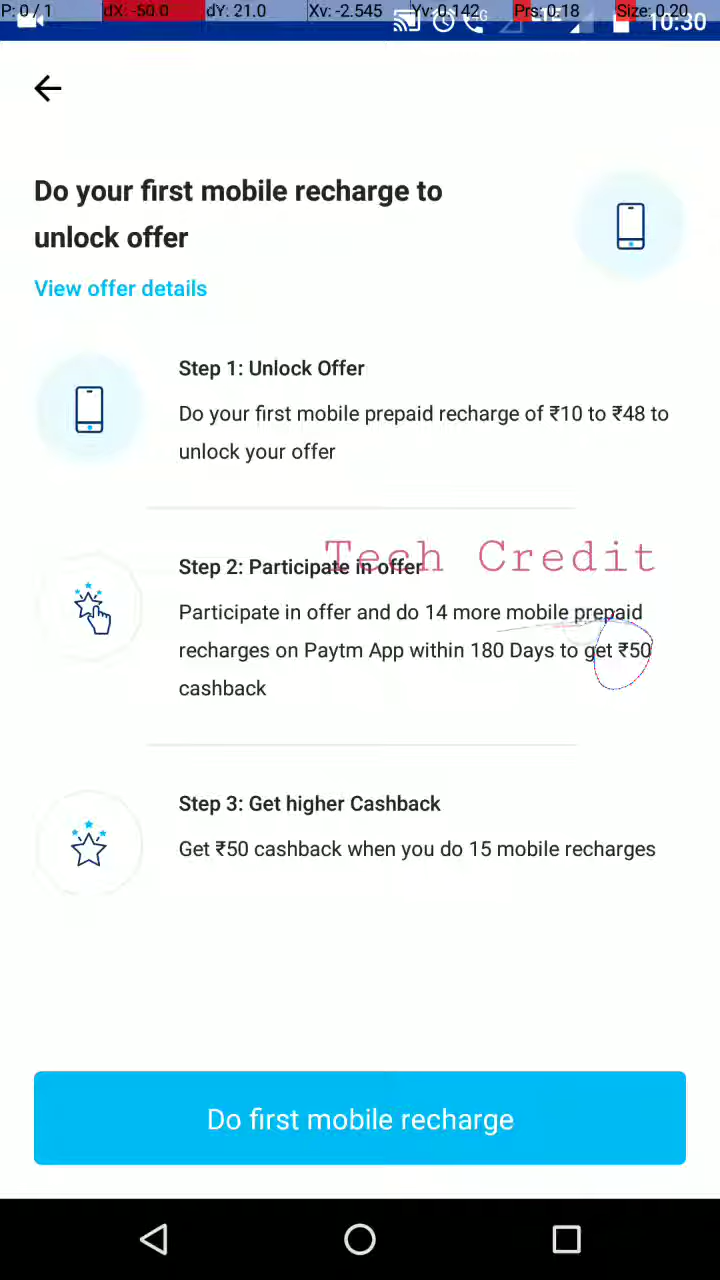 P: 0 / 1 dX: -50.0 dY: 21.0 Xv: -2.545 Yv: 0.142 Prs: 0.18 Size: 0.20
10:30
Do your first mobile recharge to
unlock offer
View offer details
Step 1: Unlock Offer
Do your first mobile prepaid recharge of ₹10 to ₹48 to
unlock your offer
Tech Credit
Step 2: Participate in offer
Participate in offer and do 14 more mobile prepaid
recharges on Paytm App within 180 Days to get ₹50
cashback
Step 3: Get higher Cashback
Get ₹50 cashback when you do 15 mobile recharges
Do first mobile recharge